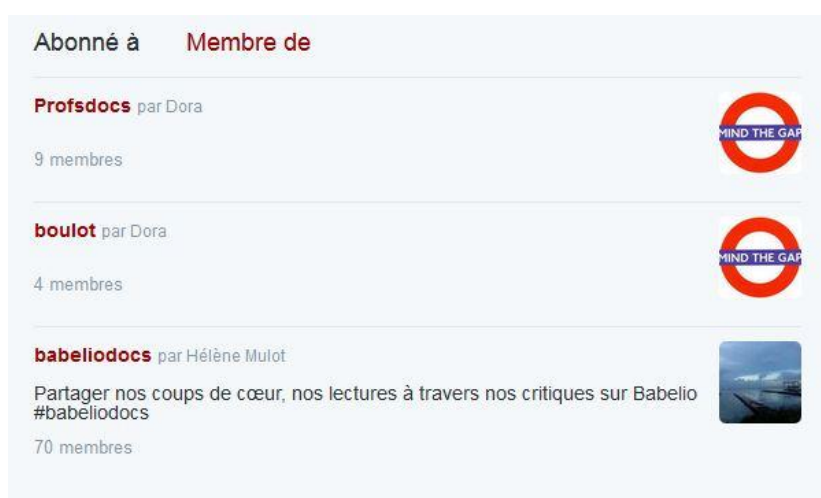 Abonné à Membre de
Profsdocs par Dora
MIND THE GAP
9 membres
boulot par Dora
MIND THE GAP
4 membres
babeliodocs par Hélène Mulot
Partager nos coups de cœur, nos lectures à travers nos critiques sur Babelio
#babeliodocs
70 membres